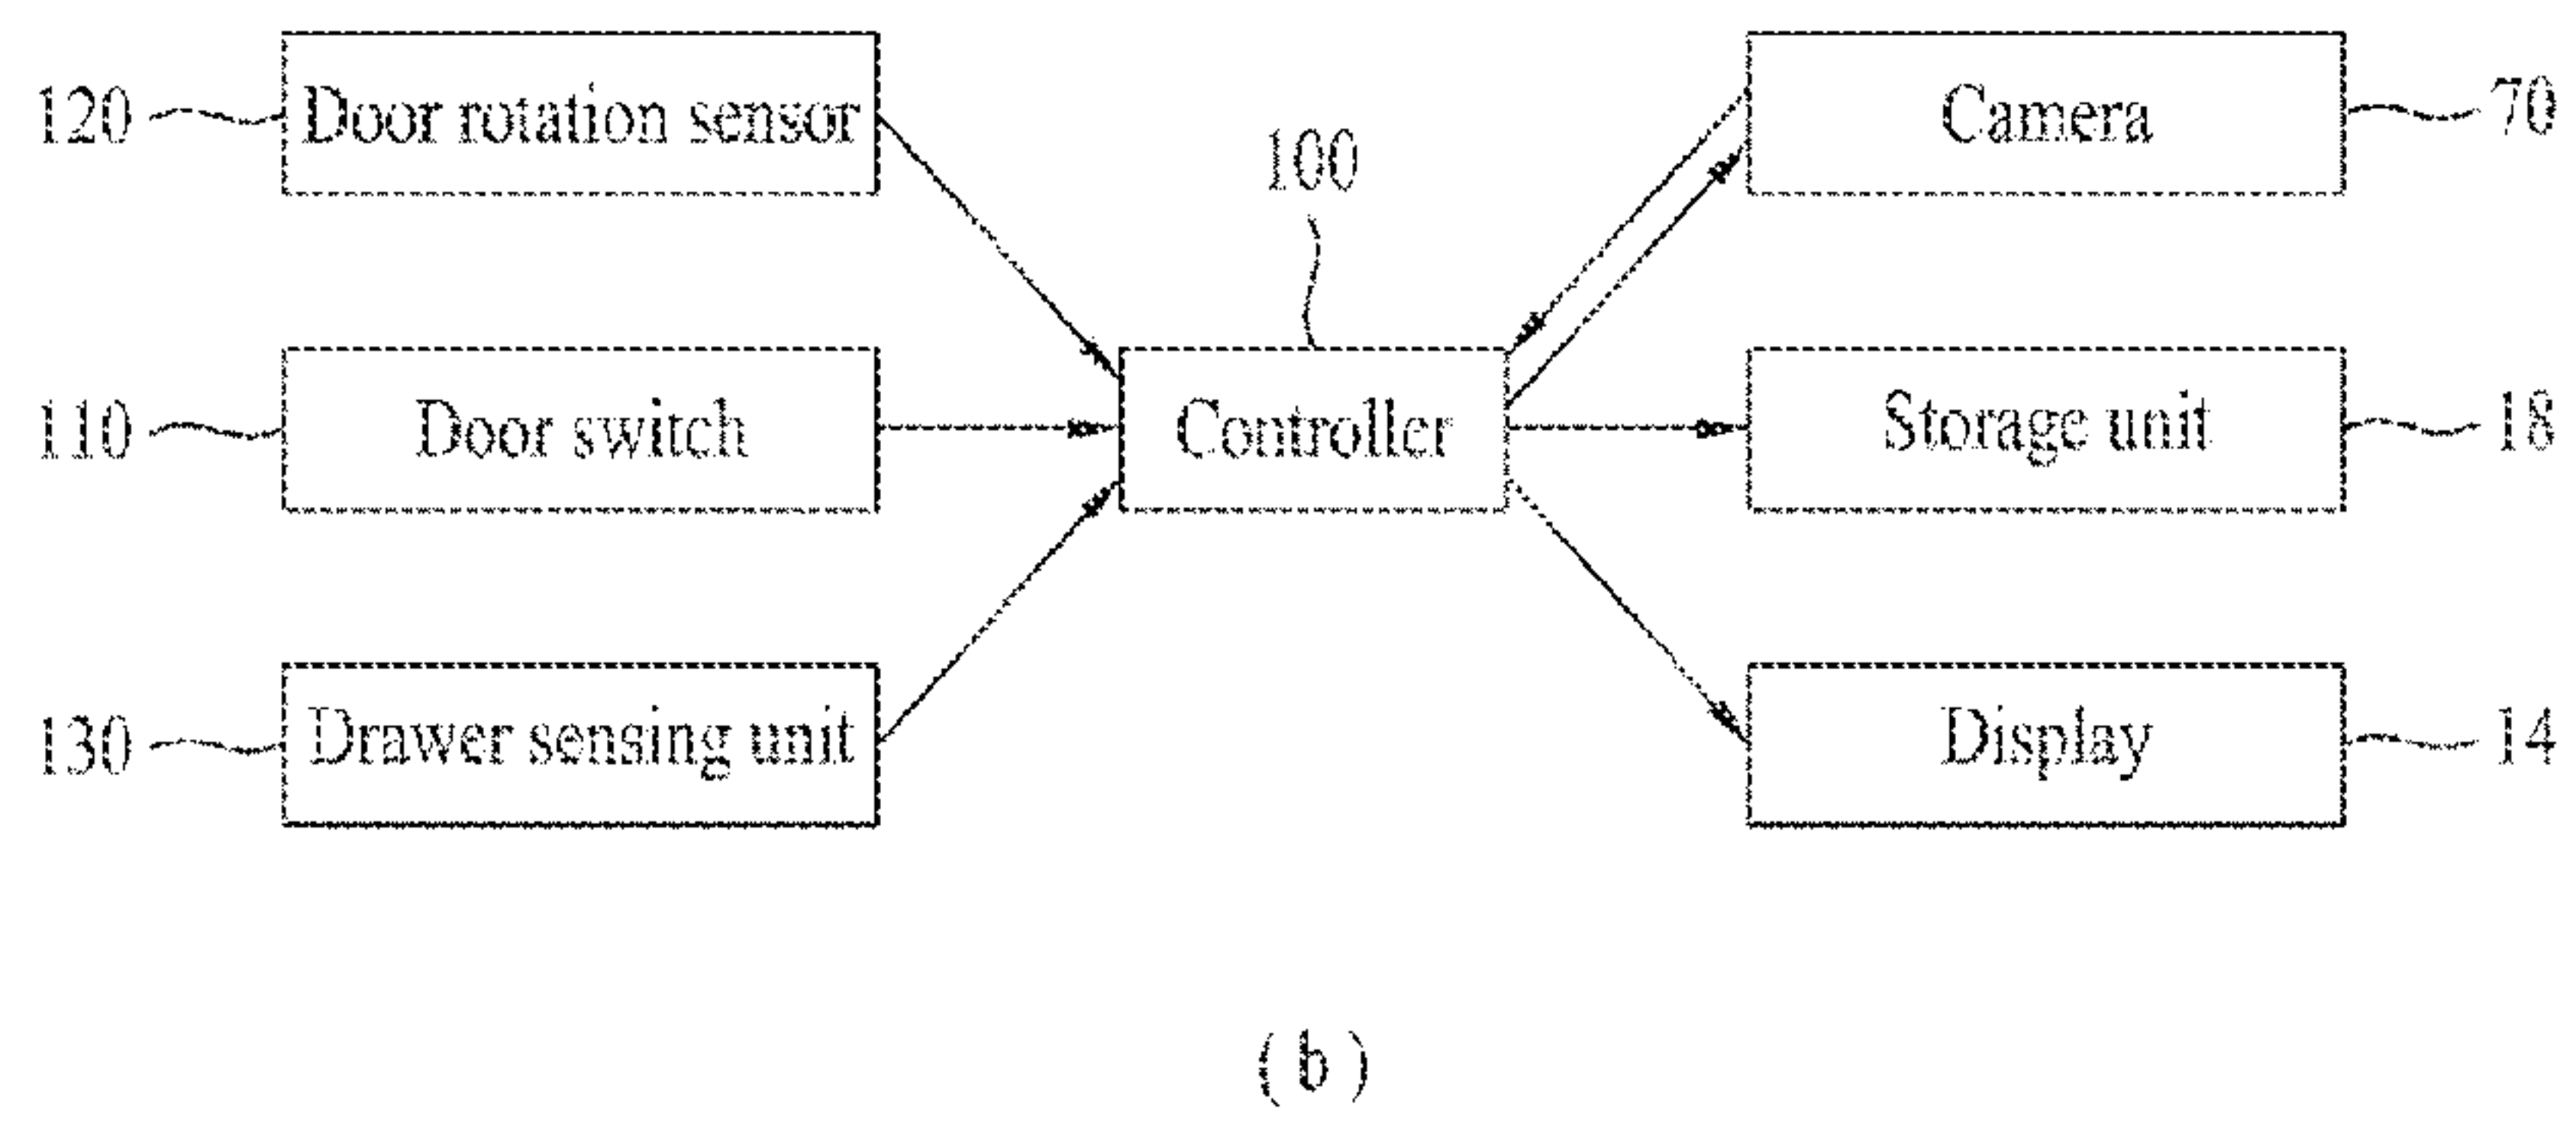 120 Door rotation sensor Camera 70
100
110 Door switch Controller Storage unit 18
130 Drawer sensing unit Display 14
( b )